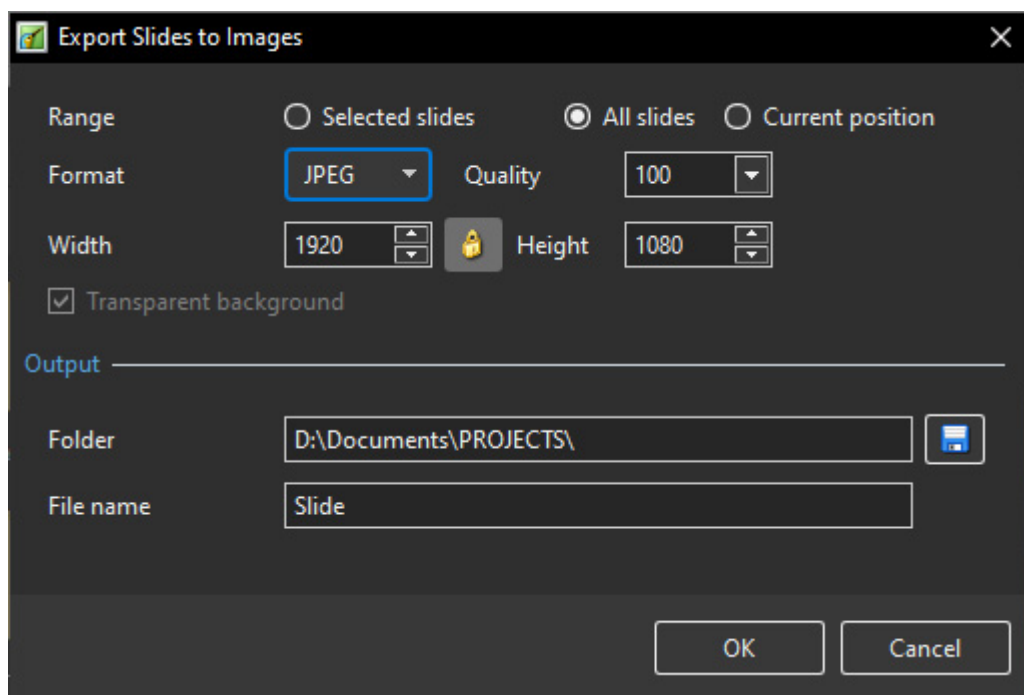 Export Slides to Images
Range Selected slides All slides Current position
Format JPEG Quality 100
Width 1920 Height 1080
Transparent background
Output
Folder D:\Documents\PROJECTS\
File name Slide
OK Cancel